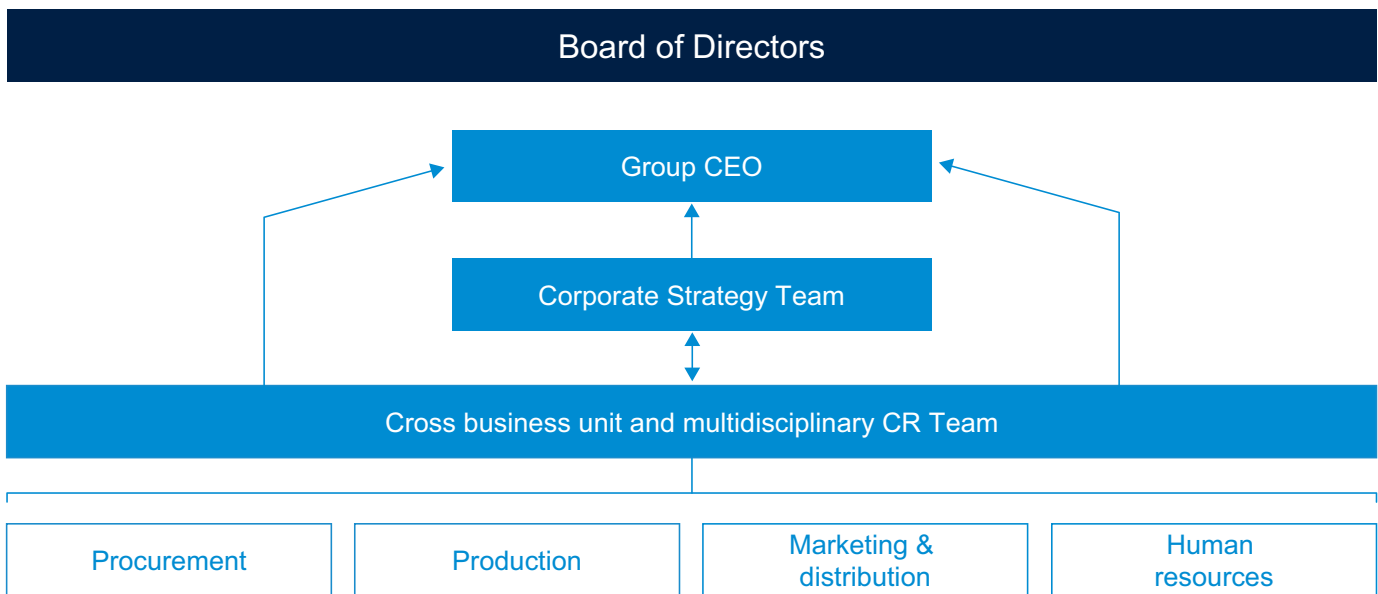 Board of Directors
Group CEO
Corporate Strategy Team
Cross business unit and multidisciplinary CR Team
Procurement
Production
Marketing &
distribution
Human
resources